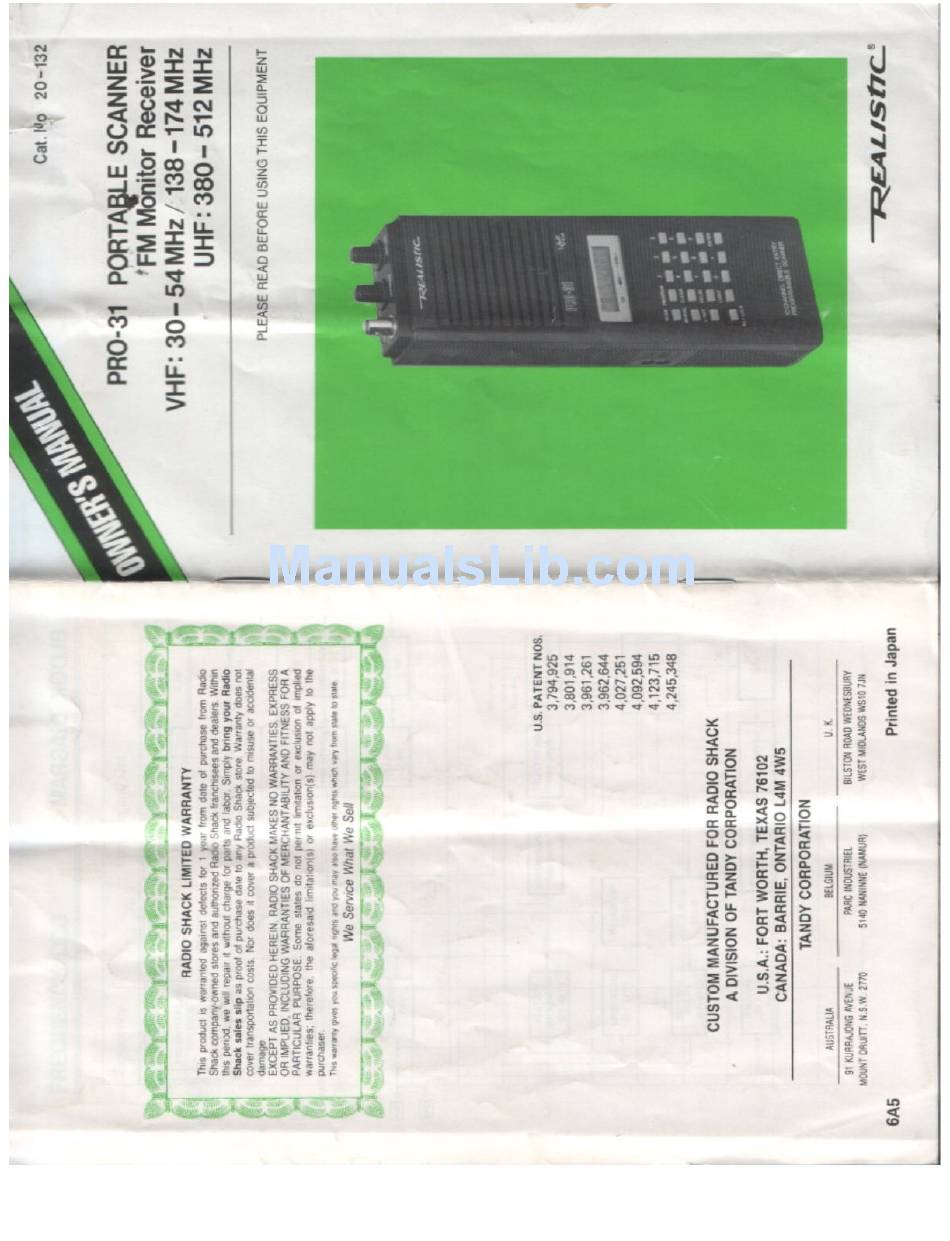 Cat. No 20-132
PRO-31 PORTABLE SCANNER
FM Monitor Receiver
VHF: 30–54 MHz / 138–174 MHz
UHF: 380–512 MHz
PLEASE READ BEFORE USING THIS EQUIPMENT
OWNER'S MANUAL
REALISTIC
PRO-31
10 CHANNEL DIRECT ENTRY
PROGRAMMABLE SCANNER
REALISTIC®
ManualsLib.com
RADIO SHACK LIMITED WARRANTY
This product is warranted against defects for 1 year from date of purchase from Radio
Shack company-owned stores and authorized Radio Shack franchisees and dealers. Within
this period, we will repair it without charge for parts and labor. Simply bring your Radio
Shack sales slip as proof of purchase date to any Radio Shack store. Warranty does not
cover transportation costs. Nor does it cover a product subjected to misuse or accidental
damage.
EXCEPT AS PROVIDED HEREIN, RADIO SHACK MAKES NO WARRANTIES, EXPRESS
OR IMPLIED, INCLUDING WARRANTIES OF MERCHANTABILITY AND FITNESS FOR A
PARTICULAR PURPOSE. Some states do not permit limitation or exclusion of implied
warranties; therefore, the aforesaid limitation(s) or exclusion(s) may not apply to the
purchaser.
This warranty gives you specific legal rights and you may also have other rights which vary from state to state.
We Service What We Sell
U.S. PATENT NOS.
3,794,925
3,801,914
3,961,261
3,962,644
4,027,251
4,092,594
4,123,715
4,245,348
CUSTOM MANUFACTURED FOR RADIO SHACK
A DIVISION OF TANDY CORPORATION
U.S.A.: FORT WORTH, TEXAS 76102
CANADA: BARRIE, ONTARIO L4M 4W5
TANDY CORPORATION
AUSTRALIA
91 KURRAJONG AVENUE
MOUNT DRUITT, N.S.W. 2770
BELGIUM
PARC INDUSTRIEL
5140 NANINNE (NAMUR)
U. K.
BILSTON ROAD WEDNESBURY
WEST MIDLANDS WS10 7JN
6A5
Printed in Japan